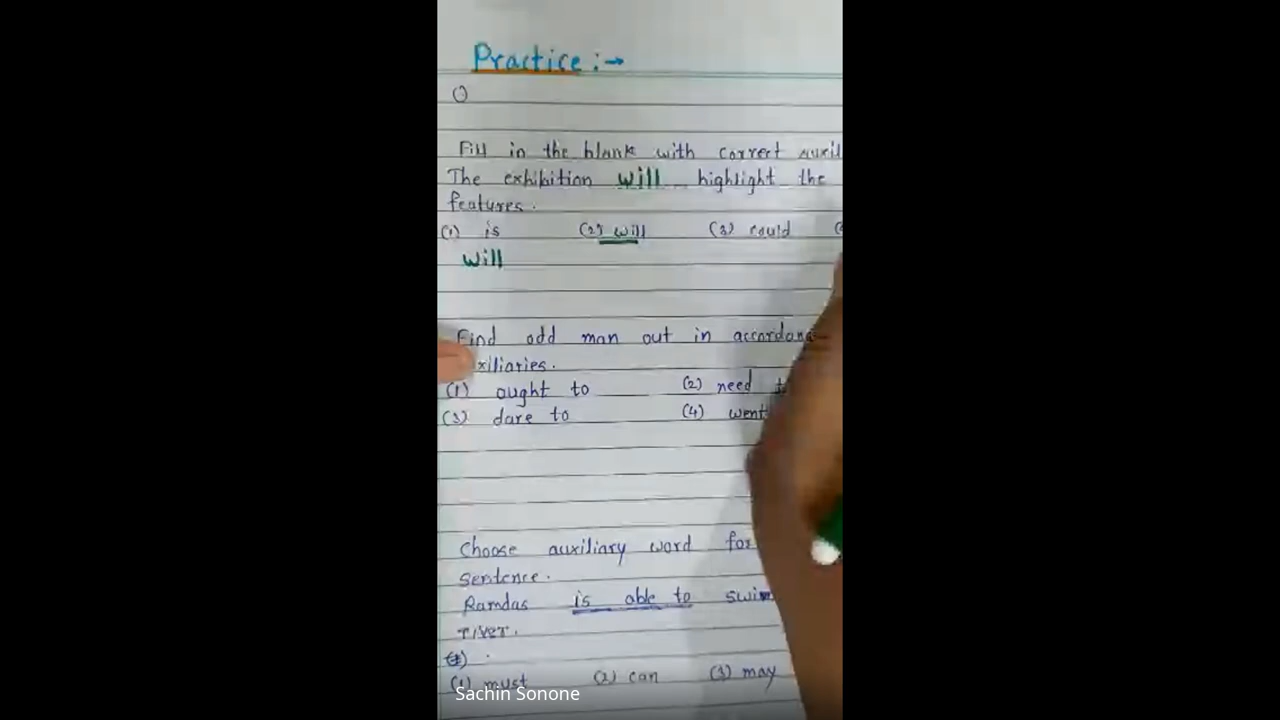 Practice :→
Fill in the blank with correct
The exhibition will highlight the
features.
(1) is (2) will (3) could
will
Find odd man out in
(1) ought to (2) need
(3) dare to (4) went
Choose auxiliary word for
sentence.
Ramdas is able to
river.
(1) must (2) can (3) may
Sachin Sonone